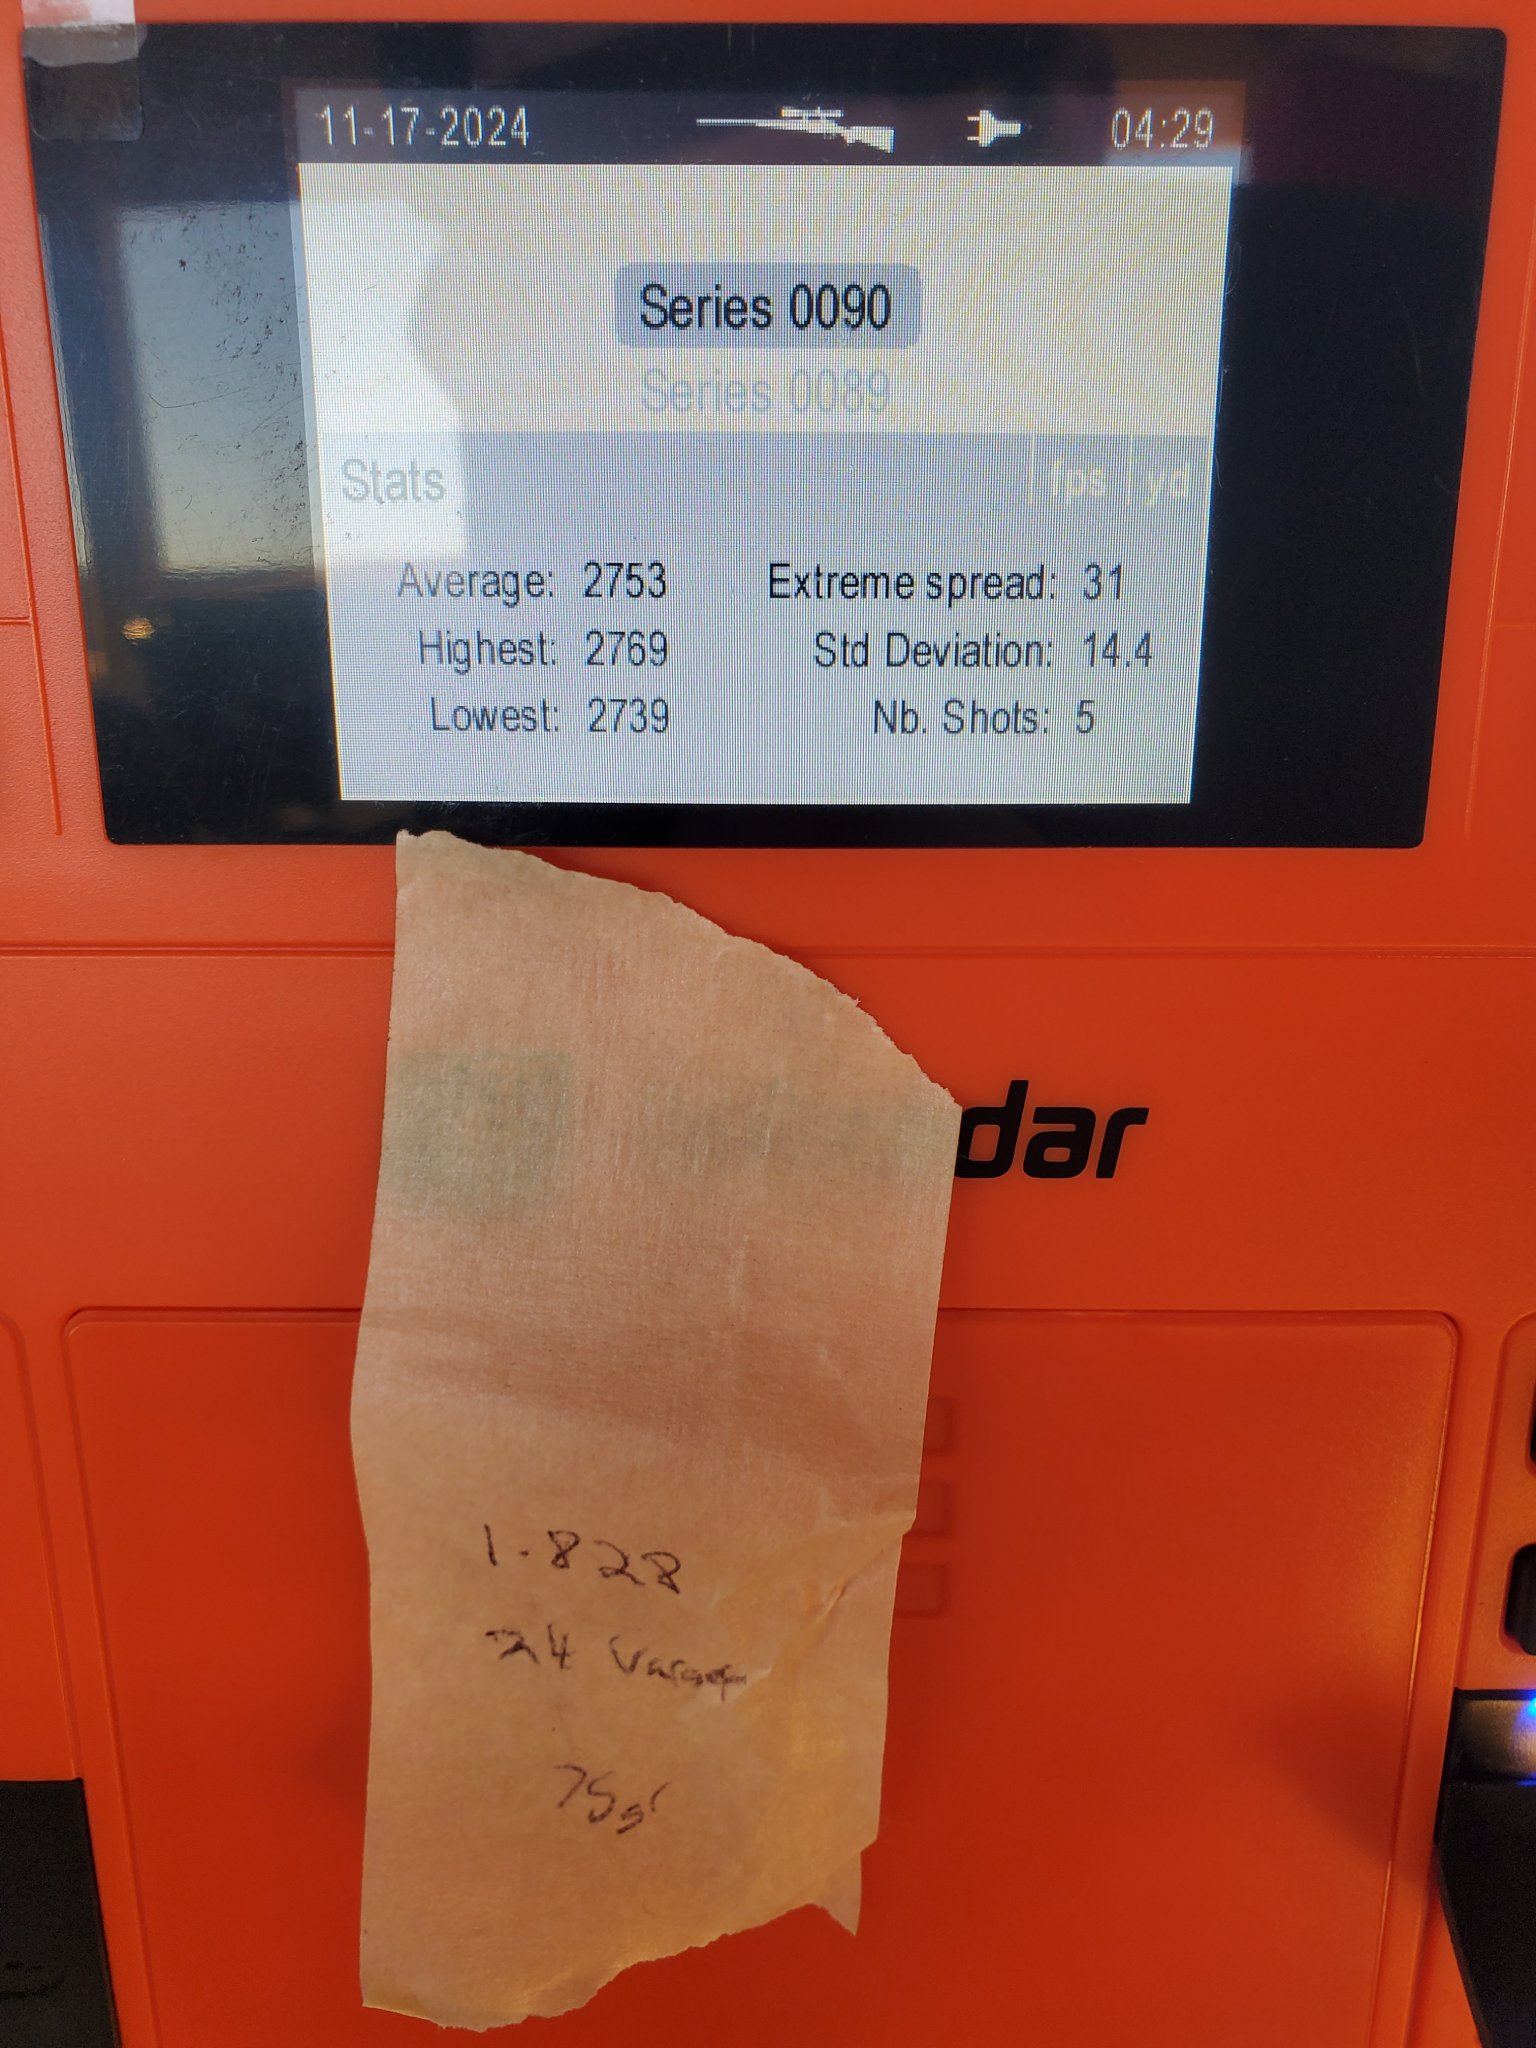 11-17-2024 04:29
Series 0090
Series 0089
Stats fps yd
Average: 2753 Extreme spread: 31
Highest: 2769 Std Deviation: 14.4
Lowest: 2739 Nb. Shots: 5
dar
1.828
24
75gr